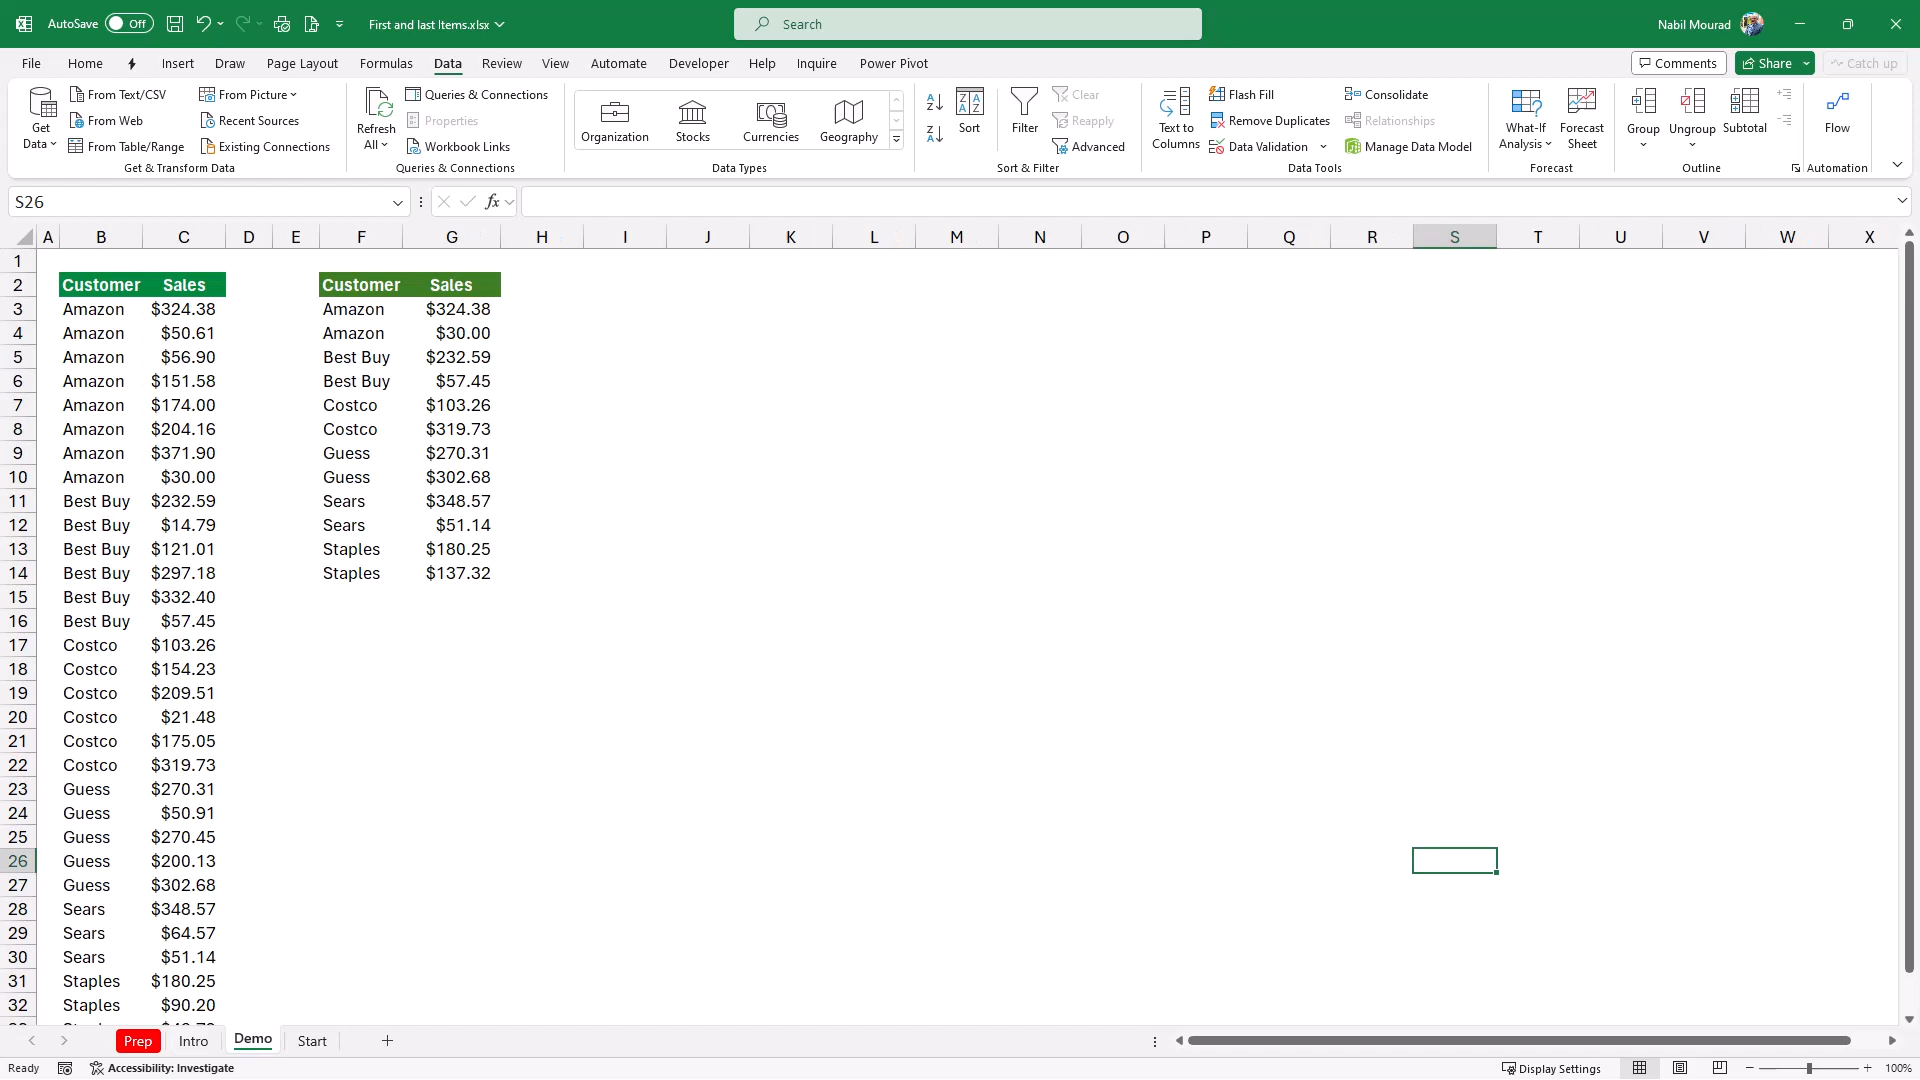 AutoSave Off First and last Items.xlsx Search Nabil Mourad
File Home Insert Draw Page Layout Formulas Data Review View Automate Developer Help Inquire Power Pivot Comments Share Catch up
Get Data
From Text/CSV
From Web
From Table/Range
From Picture
Recent Sources
Existing Connections
Get & Transform Data
Refresh All
Queries & Connections
Properties
Workbook Links
Queries & Connections
Organization Stocks Currencies Geography
Data Types
Sort
Filter
Clear
Reapply
Advanced
Sort & Filter
Text to Columns
Flash Fill
Remove Duplicates
Data Validation
Consolidate
Relationships
Manage Data Model
Data Tools
What-If Analysis
Forecast Sheet
Forecast
Group Ungroup Subtotal
Outline
Flow
Automation
S26 fx
A B C D E F G H I J K L M N O P Q R S T U V W X
1
2 Customer Sales Customer Sales
3 Amazon $324.38 Amazon $324.38
4 Amazon $50.61 Amazon $30.00
5 Amazon $56.90 Best Buy $232.59
6 Amazon $151.58 Best Buy $57.45
7 Amazon $174.00 Costco $103.26
8 Amazon $204.16 Costco $319.73
9 Amazon $371.90 Guess $270.31
10 Amazon $30.00 Guess $302.68
11 Best Buy $232.59 Sears $348.57
12 Best Buy $14.79 Sears $51.14
13 Best Buy $121.01 Staples $180.25
14 Best Buy $297.18 Staples $137.32
15 Best Buy $332.40
16 Best Buy $57.45
17 Costco $103.26
18 Costco $154.23
19 Costco $209.51
20 Costco $21.48
21 Costco $175.05
22 Costco $319.73
23 Guess $270.31
24 Guess $50.91
25 Guess $270.45
26 Guess $200.13
27 Guess $302.68
28 Sears $348.57
29 Sears $64.57
30 Sears $51.14
31 Staples $180.25
32 Staples $90.20
Prep Intro Demo Start
Ready Accessibility: Investigate Display Settings 100%